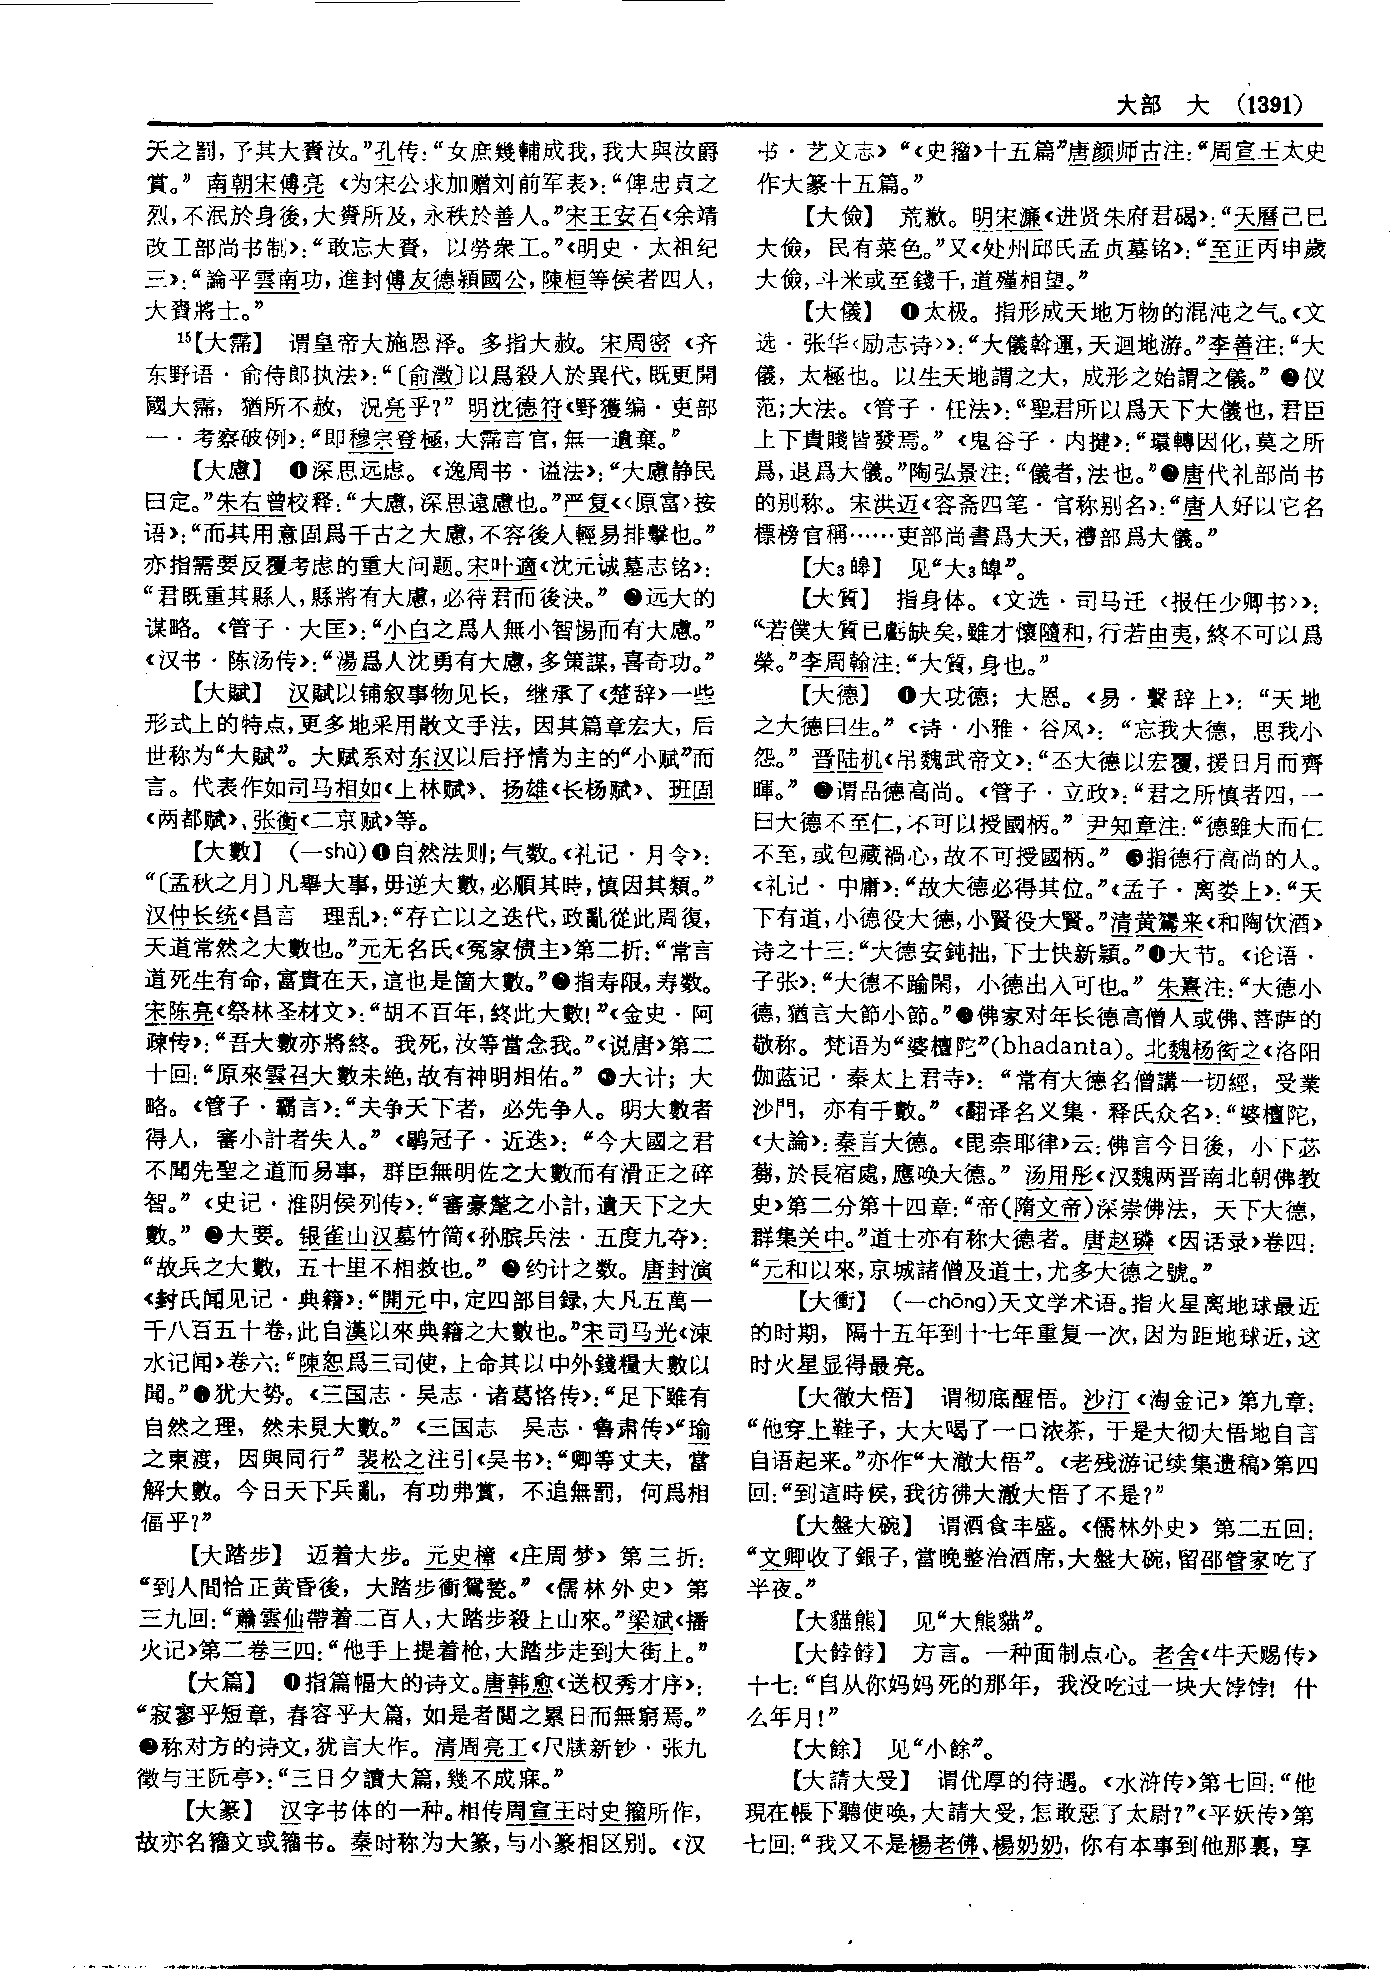 大部　大　(1391)
天之罰，予其大賚汝。”孔传：“女庶幾輔成我，我大與汝爵
賞。” 南朝宋傅亮《为宋公求加赠刘前军表》：“俾忠貞之
烈，不泯於身後，大賚所及，永秩於善人。”宋王安石《余靖
改工部尚书制》：“敢忘大賚，以勞衆工。”《明史·太祖纪
三》：“論平雲南功，進封傅友德潁國公，陳桓等侯者四人，
大賚將士。”
15【大霈】　谓皇帝大施恩泽。多指大赦。宋周密《齐
东野语·俞侍郎执法》：“〔俞澂〕以爲殺人於異代，既更開
國大霈，猶所不赦，況亮乎？” 明沈德符《野獲编·吏部
一·考察破例》：“即穆宗登極，大霈言官，無一遺棄。”
【大慮】　❶深思远虑。《逸周书·谥法》：“大慮静民
曰定。”朱右曾校释：“大慮，深思遠慮也。”严复《〈原富〉按
语》：“而其用意固爲千古之大慮，不容後人輕易排擊也。”
亦指需要反覆考虑的重大问题。宋叶適《沈元诚墓志铭》：
“君既重其縣人，縣將有大慮，必待君而後決。” ❷远大的
谋略。《管子·大匡》：“小白之爲人無小智惕而有大慮。”
《汉书·陈汤传》：“湯爲人沈勇有大慮，多策謀，喜奇功。”
【大賦】　汉赋以铺叙事物见长，继承了《楚辞》一些
形式上的特点，更多地采用散文手法，因其篇章宏大，后
世称为“大賦”。大赋系对东汉以后抒情为主的“小赋”而
言。代表作如司马相如《上林赋》、扬雄《长杨赋》、班固
《两都赋》、张衡《二京赋》等。
【大數】　(一shù)❶自然法则；气数。《礼记·月令》：
“〔孟秋之月〕凡舉大事，毋逆大數，必順其時，慎因其類。”
汉仲长统《昌言　理乱》：“存亡以之迭代，政亂從此周復，
天道常然之大數也。”元无名氏《冤家债主》第二折：“常言
道死生有命，富貴在天，這也是箇大數。”❷指寿限，寿数。
宋陈亮《祭林圣材文》：“胡不百年，終此大數！”《金史·阿
疎传》：“吾大數亦將終。我死，汝等當念我。”《说唐》第二
十回：“原來雲召大數未絶，故有神明相佑。” ❸大计；大
略。《管子·霸言》：“夫争天下者，必先争人。明大數者
得人，審小計者失人。” 《鹖冠子·近迭》：“今大國之君
不聞先聖之道而易事，群臣無明佐之大數而有滑正之碎
智。” 《史记·淮阴侯列传》：“審豪氂之小計，遺天下之大
數。” ❹大要。银雀山汉墓竹简《孙膑兵法·五度九夺》：
“故兵之大數，五十里不相救也。” ❺约计之数。唐封演
《封氏闻见记·典籍》：“開元中，定四部目録，大凡五萬一
千八百五十卷，此自漢以來典籍之大數也。”宋司马光《涑
水记闻》卷六：“陳恕爲三司使，上命其以中外錢糧大數以
聞。”❻犹大势。《三国志·吴志·诸葛恪传》：“足下雖有
自然之理，然未見大數。” 《三国志　吴志·鲁肃传》“瑜
之東渡，因與同行” 裴松之注引《吴书》：“卿等丈夫，當
解大數。今日天下兵亂，有功弗賞，不追無罰，何爲相
偪乎？”
【大踏步】　迈着大步。元史樟《庄周梦》第三折：
“到人間恰正黄昏後，大踏步衝駕鴦。” 《儒林外史》第
三九回：“蕭雲仙帶着二百人，大踏步殺上山來。”梁斌《播
火记》第二卷三四：“他手上提着枪，大踏步走到大街上。”
【大篇】　❶指篇幅大的诗文。唐韩愈《送权秀才序》：
“寂寥乎短章，舂容乎大篇，如是者閲之累日而無窮焉。”
❷称对方的诗文，犹言大作。清周亮工《尺牍新钞·张九
徵与王阮亭》：“三日夕讀大篇，幾不成寐。”
【大篆】　汉字书体的一种。相传周宣王时史籀所作，
故亦名籀文或籀书。秦时称为大篆，与小篆相区别。《汉
书·艺文志》 “《史籀》十五篇”唐颜师古注：“周宣王太史
作大篆十五篇。”
【大儉】　荒歉。明宋濂《进贤朱府君碣》：“天曆己巳
大儉，民有菜色。”又《处州邱氏孟贞墓铭》：“至正丙申歲
大儉，斗米或至錢千，道殣相望。”
【大儀】　❶太极。指形成天地万物的混沌之气。《文
选·张华〈励志诗〉》：“大儀斡運，天迴地游。”李善注：“大
儀，太極也。以生天地謂之大，成形之始謂之儀。” ❷仪
范；大法。《管子·任法》：“聖君所以爲天下大儀也，君臣
上下貴賤皆發焉。” 《鬼谷子·内揵》：“環轉因化，莫之所
爲，退爲大儀。”陶弘景注：“儀者，法也。”❸唐代礼部尚书
的别称。宋洪迈《容斋四笔·官称别名》：“唐人好以它名
標榜官稱……吏部尚書爲大天，禮部爲大儀。”
【大3皞】　见“大3皡”。
【大質】　指身体。《文选·司马迁〈报任少卿书〉》：
“若僕大質已虧缺矣，雖才懷隨和，行若由夷，終不可以爲
榮。”李周翰注：“大質，身也。”
【大德】　❶大功德；大恩。《易·繫辞上》：“天地
之大德曰生。” 《诗·小雅·谷风》：“忘我大德，思我小
怨。” 晋陆机《吊魏武帝文》：“丕大德以宏覆，援日月而齊
暉。” ❷谓品德高尚。《管子·立政》：“君之所慎者四，一
曰大德不至仁，不可以授國柄。” 尹知章注：“德雖大而仁
不至，或包藏禍心，故不可授國柄。” ❸指德行高尚的人。
《礼记·中庸》：“故大德必得其位。”《孟子·离娄上》：“天
下有道，小德役大德，小賢役大賢。”清黄鷟来《和陶饮酒》
诗之十三：“大德安鈍拙，下士快新穎。”❹大节。《论语·
子张》：“大德不踰閑，小德出入可也。” 朱熹注：“大德小
德，猶言大節小節。”❺佛家对年长德高僧人或佛、菩萨的
敬称。梵语为“婆檀陀”(bhadanta)。北魏杨衒之《洛阳
伽蓝记·秦太上君寺》：“常有大德名僧講一切經，受業
沙門，亦有千數。” 《翻译名义集·释氏众名》：“婆檀陀，
《大論》：秦言大德。《毘柰耶律》云：佛言今日後，小下苾
蒭，於長宿處，應唤大德。” 汤用彤《汉魏两晋南北朝佛教
史》第二分第十四章：“帝(隋文帝)深崇佛法，天下大德，
群集关中。”道士亦有称大德者。唐赵璘《因话录》卷四：
“元和以來，京城諸僧及道士，尤多大德之號。”
【大衝】　(一chōng)天文学术语。指火星离地球最近
的时期，隔十五年到十七年重复一次，因为距地球近，这
时火星显得最亮。
【大徹大悟】　谓彻底醒悟。沙汀《淘金记》第九章：
“他穿上鞋子，大大喝了一口浓茶，于是大彻大悟地自言
自语起来。”亦作“大澈大悟”。《老残游记续集遗稿》第四
回：“到這時候，我彷彿大澈大悟了不是？”
【大盤大碗】　谓酒食丰盛。《儒林外史》第二五回：
“文卿收了銀子，當晚整治酒席，大盤大碗，留邵管家吃了
半夜。”
【大貓熊】　见“大熊貓”。
【大餑餑】　方言。一种面制点心。老舍《牛天赐传》
十七：“自从你妈妈死的那年，我没吃过一块大饽饽！什
么年月！”
【大餘】　见“小餘”。
【大請大受】　谓优厚的待遇。《水浒传》第七回：“他
現在帳下聽使唤，大請大受，怎敢惡了太尉？”《平妖传》第
七回：“我又不是楊老佛、楊奶奶，你有本事到他那裏，享